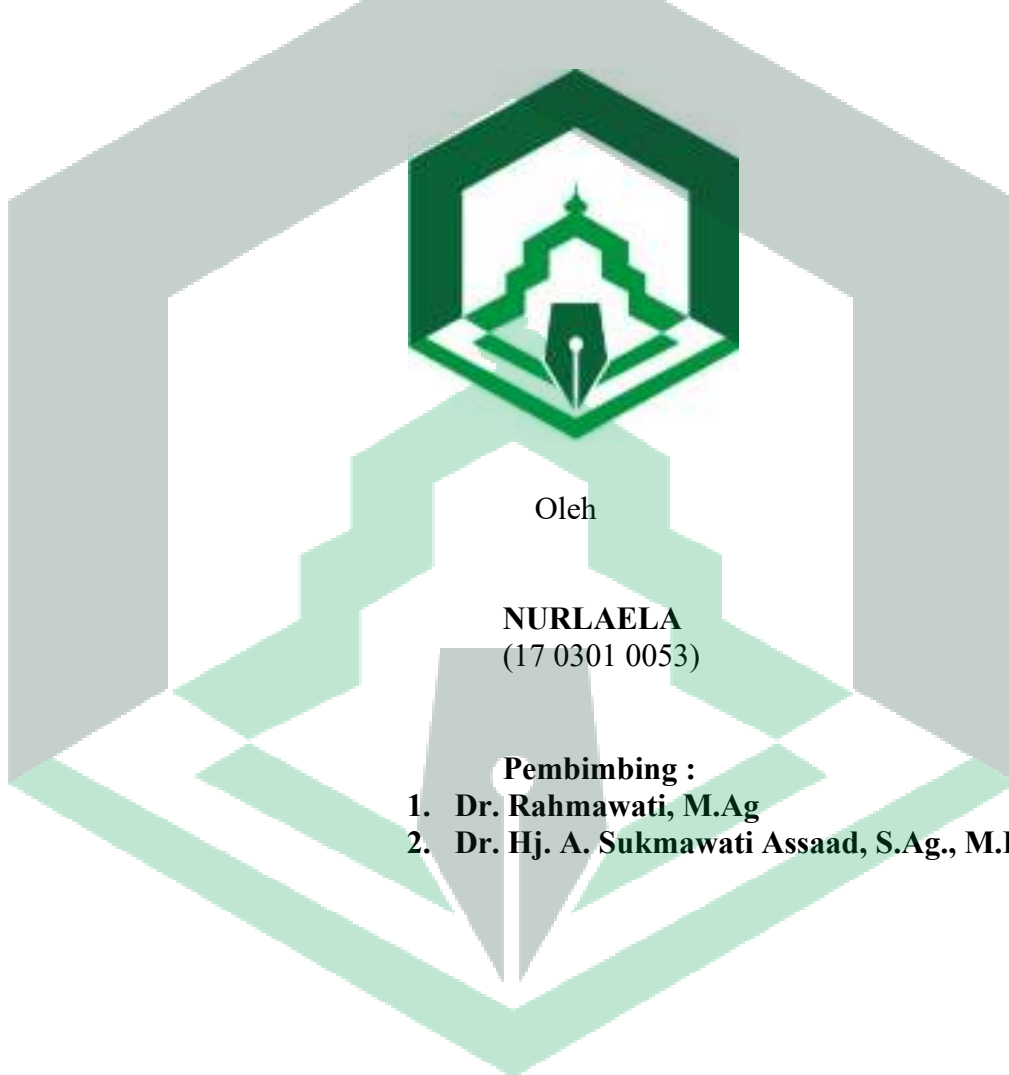 Oleh
NURLAELA
(17 0301 0053)
Pembimbing :
1. Dr. Rahmawati, M.Ag
2. Dr. Hj. A. Sukmawati Assaad, S.Ag.,